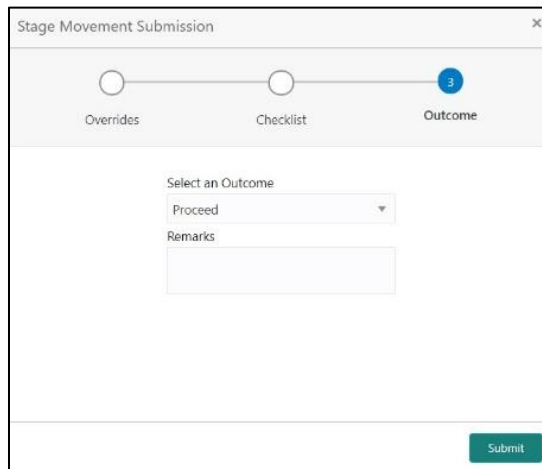 Stage Movement Submission
×
3
Overrides
Checklist
Outcome
Select an Outcome
Proceed
Remarks
Submit